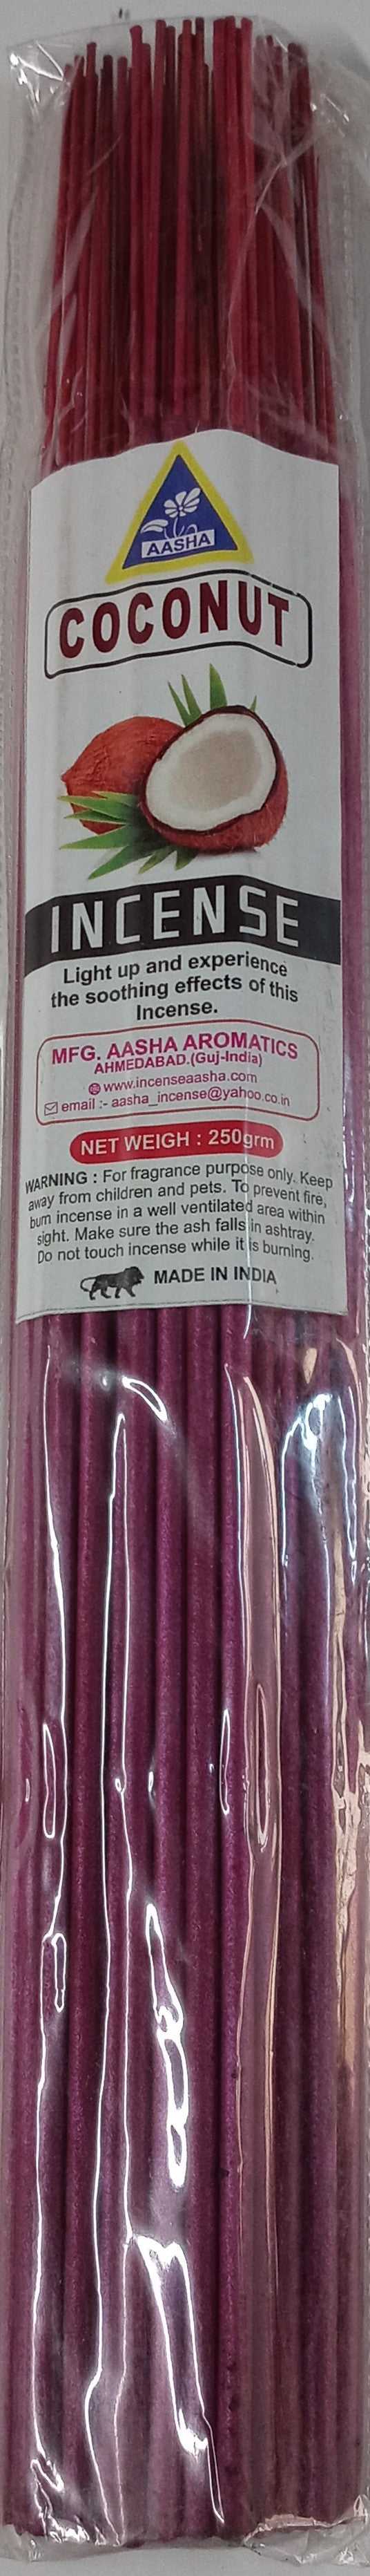 AASHA
COCONUT
INCENSE
Light up and experience
the soothing effects of this
Incense.
MFG. AASHA AROMATICS
AHMEDABAD.(Guj-India)
www.incenseaasha.com
email :- aasha_incense@yahoo.co.in
NET WEIGH : 250grm
WARNING : For fragrance purpose only. Keep
away from children and pets. To prevent fire,
burn incense in a well ventilated area within
sight. Make sure the ash falls in ashtray.
Do not touch incense while it is burning.
MADE IN INDIA